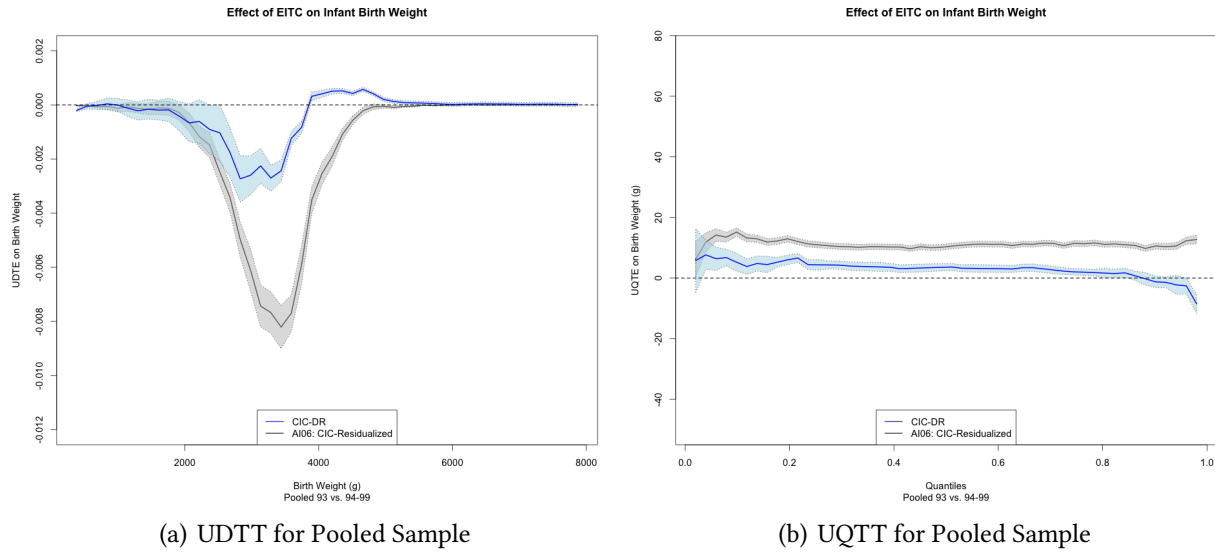 Effect of EITC on Infant Birth Weight
UDTE on Birth Weight
0.002
0.000
-0.002
-0.004
-0.006
-0.008
-0.010
-0.012
CIC-DR
AI06: CIC-Residualized
2000
4000
6000
8000
Birth Weight (g)
Pooled 93 vs. 94-99
(a) UDTT for Pooled Sample
Effect of EITC on Infant Birth Weight
UQTE on Birth Weight (g)
80
60
40
20
0
-20
-40
CIC-DR
AI06: CIC-Residualized
0.0
0.2
0.4
0.6
0.8
1.0
Quantiles
Pooled 93 vs. 94-99
(b) UQTT for Pooled Sample